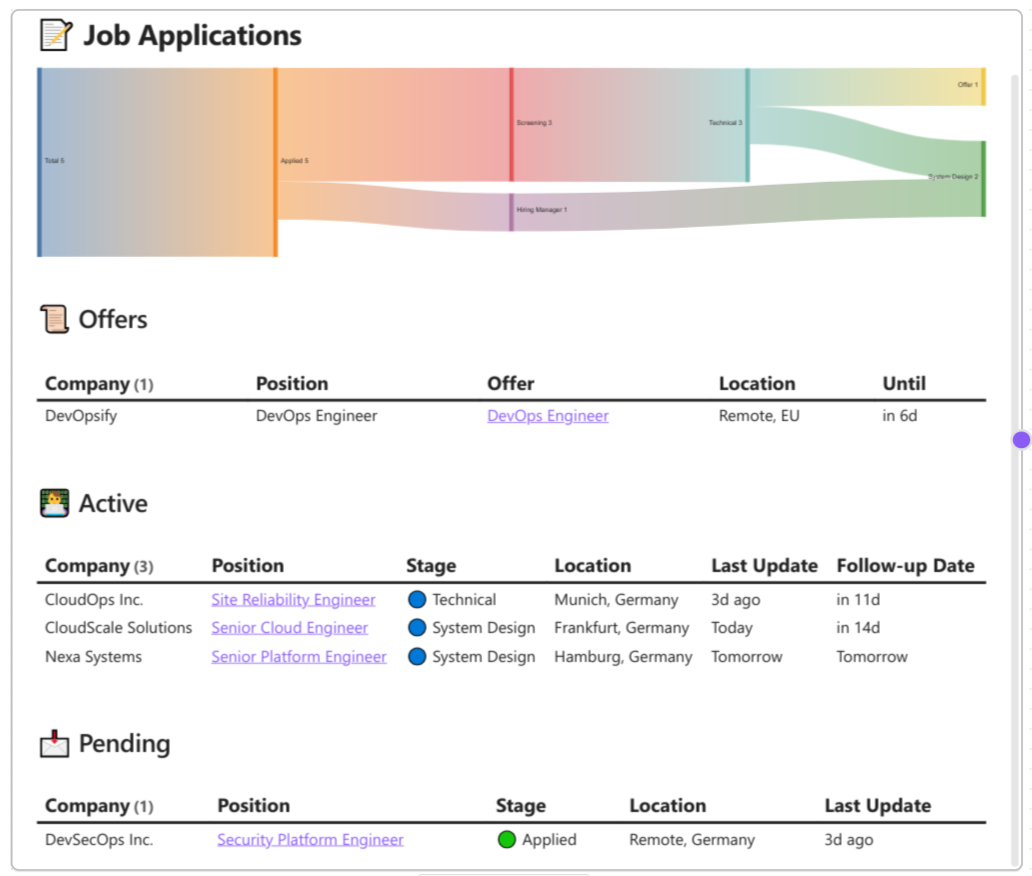 Job Applications
Total 5
Applied 5
Screening 3
Hiring Manager 1
Technical 3
Offer 1
System Design 2
Offers
Company (1) Position Offer Location Until
DevOpsify DevOps Engineer DevOps Engineer Remote, EU in 6d
Active
Company (3) Position Stage Location Last Update Follow-up Date
CloudOps Inc. Site Reliability Engineer Technical Munich, Germany 3d ago in 11d
CloudScale Solutions Senior Cloud Engineer System Design Frankfurt, Germany Today in 14d
Nexa Systems Senior Platform Engineer System Design Hamburg, Germany Tomorrow Tomorrow
Pending
Company (1) Position Stage Location Last Update
DevSecOps Inc. Security Platform Engineer Applied Remote, Germany 3d ago